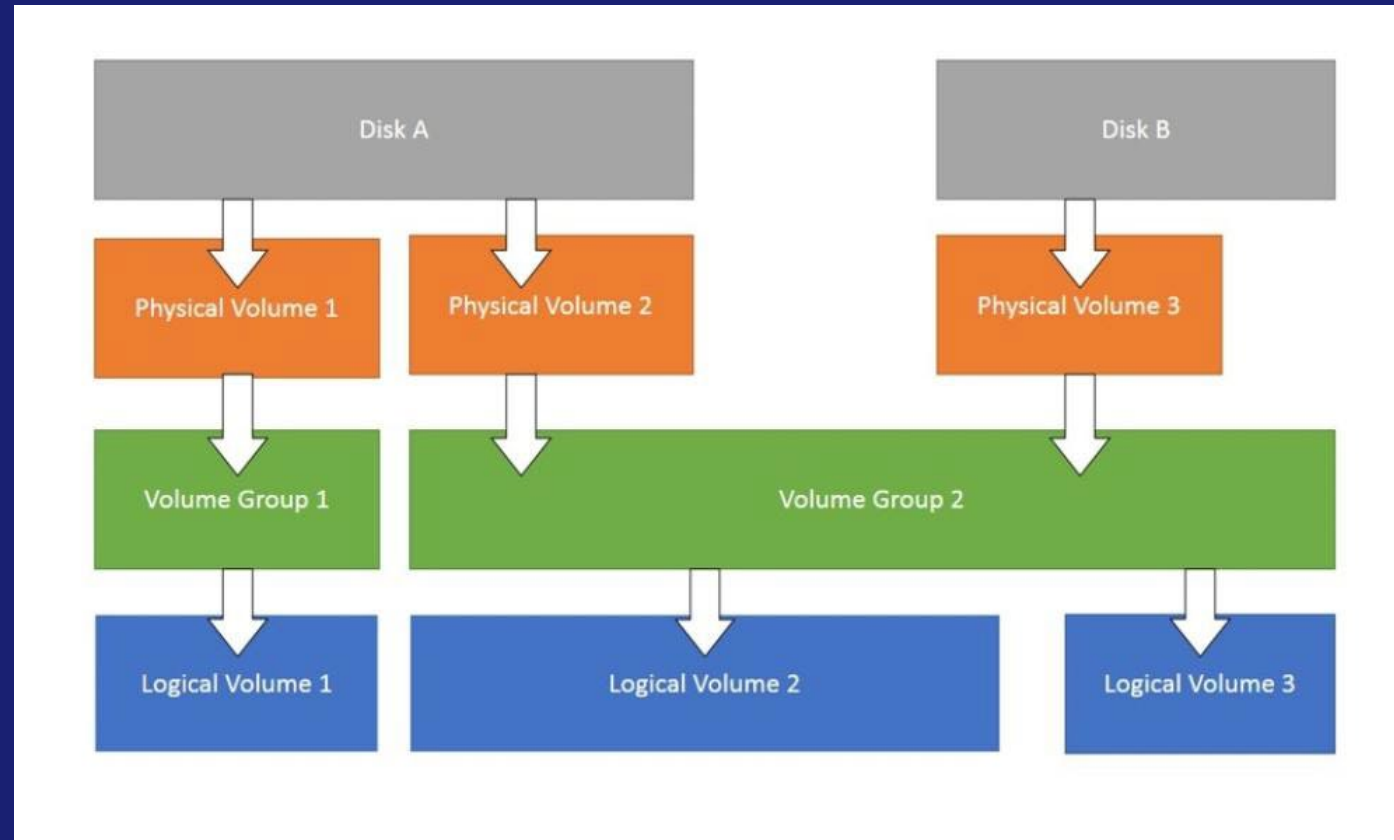 Disk A
Disk B
Physical Volume 1
Physical Volume 2
Physical Volume 3
Volume Group 1
Volume Group 2
Logical Volume 1
Logical Volume 2
Logical Volume 3